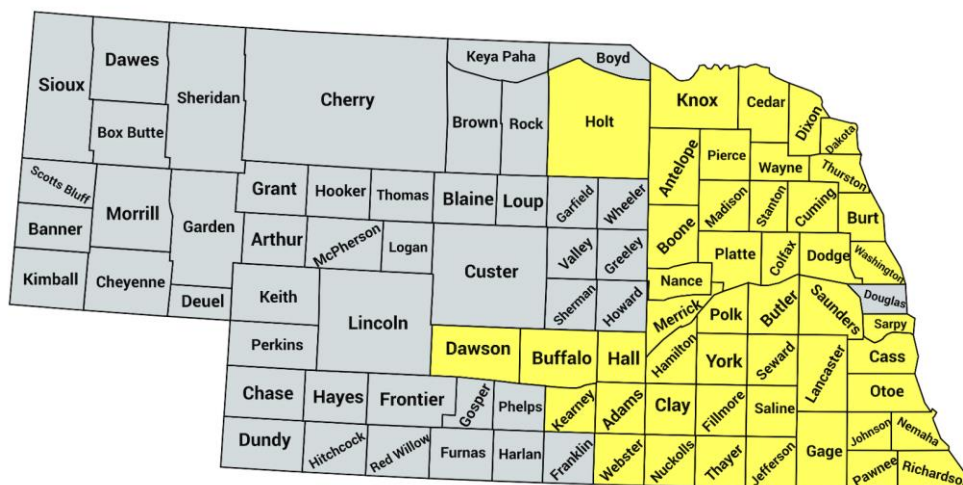 Sioux
Dawes
Sheridan
Cherry
Keya Paha
Boyd
Box Butte
Brown
Rock
Holt
Knox
Cedar
Dixon
Dakota
Scotts Bluff
Morrill
Garden
Grant
Hooker
Thomas
Blaine
Loup
Garfield
Wheeler
Antelope
Pierce
Wayne
Thurston
Banner
Arthur
McPherson
Logan
Custer
Valley
Greeley
Boone
Madison
Stanton
Cuming
Burt
Kimball
Cheyenne
Deuel
Keith
Lincoln
Sherman
Howard
Nance
Platte
Colfax
Dodge
Washington
Perkins
Merrick
Polk
Butler
Saunders
Douglas
Sarpy
Dawson
Buffalo
Hall
Hamilton
York
Seward
Lancaster
Cass
Otoe
Chase
Hayes
Frontier
Gosper
Phelps
Kearney
Adams
Clay
Fillmore
Saline
Johnson
Nemaha
Dundy
Hitchcock
Red Willow
Furnas
Harlan
Franklin
Webster
Nuckolls
Thayer
Jefferson
Gage
Pawnee
Richardson